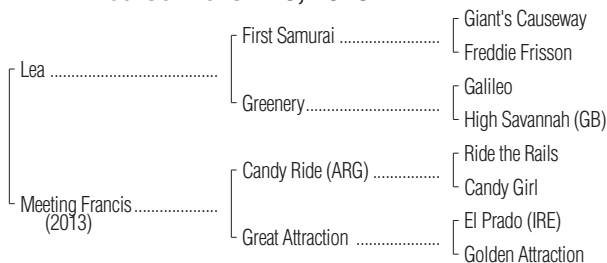 Giant's Causeway
First Samurai ....................
Freddie Frisson
Lea ..................................
Galileo
Greenery...........................
High Savannah (GB)
Ride the Rails
Candy Ride (ARG) ..............
Candy Girl
Meeting Francis .................
(2013)
El Prado (IRE)
Great Attraction .................
Golden Attraction